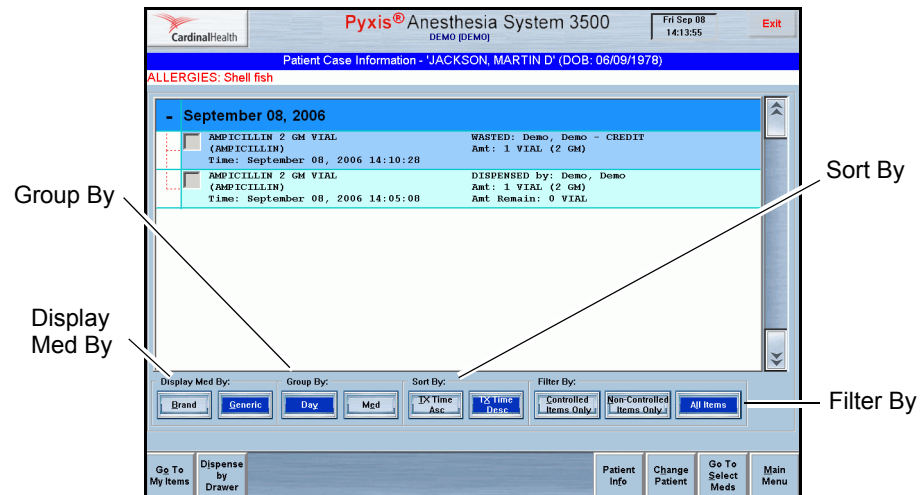 CardinalHealth
Pyxis® Anesthesia System 3500
DEMO [DEMO]
Fri Sep 08
14:13:55
Exit
Patient Case Information - 'JACKSON, MARTIN D' (DOB: 06/09/1978)
ALLERGIES: Shell fish
- September 08, 2006
AMPICILLIN 2 GM VIAL
(AMPICILLIN)
Time: September 08, 2006 14:10:28
WASTED: Demo, Demo - CREDIT
Amt: 1 VIAL (2 GM)
AMPICILLIN 2 GM VIAL
(AMPICILLIN)
Time: September 08, 2006 14:05:08
DISPENSED by: Demo, Demo
Amt: 1 VIAL (2 GM)
Amt Remain: 0 VIAL
Sort By
Group By
Display
Med By
Filter By
Display Med By:
Brand
Generic
Group By:
Day
Med
Sort By:
TX Time
Asc
TX Time
Desc
Filter By:
Controlled
Items Only
Non-Controlled
Items Only
All Items
Go To
My Items
Dispense
by
Drawer
Patient
Info
Change
Patient
Go To
Select
Meds
Main
Menu